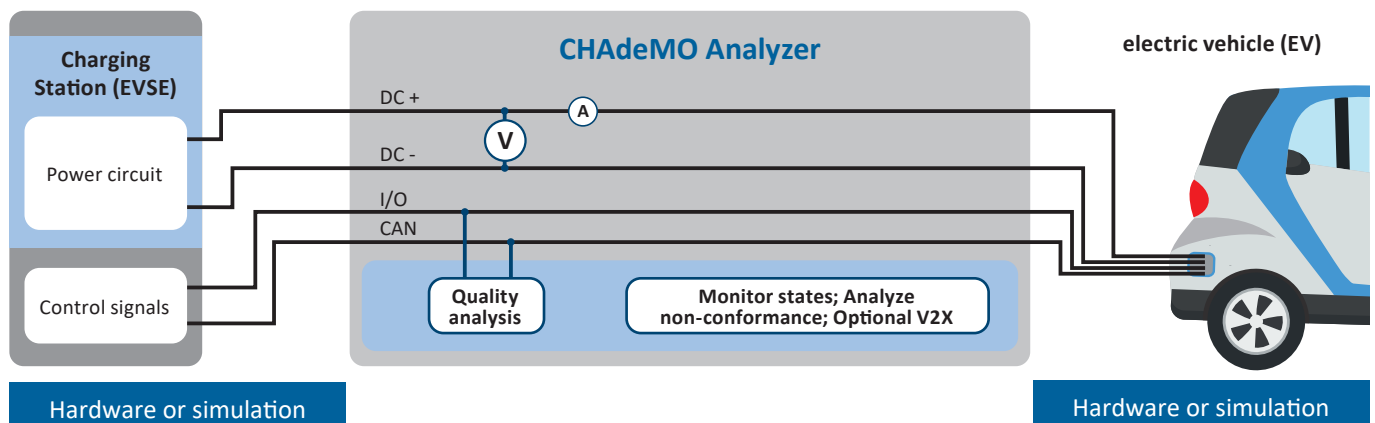 Charging
Station (EVSE)
Power circuit
Control signals
Hardware or simulation
CHAdeMO Analyzer
DC +
A
V
DC -
I/O
CAN
Quality
analysis
Monitor states; Analyze
non-conformance; Optional V2X
electric vehicle (EV)
Hardware or simulation